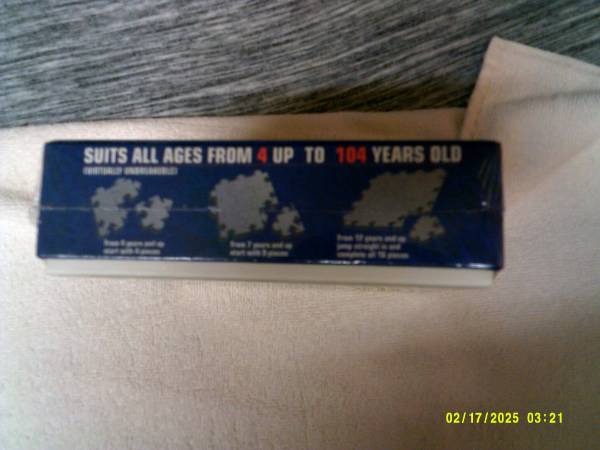 SUITS ALL AGES FROM 4 UP TO 104 YEARS OLD
(VIRTUALLY UNBREAKABLE)
from 4 years and up
start with 4 pieces
from 7 years and up
start with 9 pieces
from 12 years and up
jump straight in and
complete all 16 pieces
02/17/2025 03:21